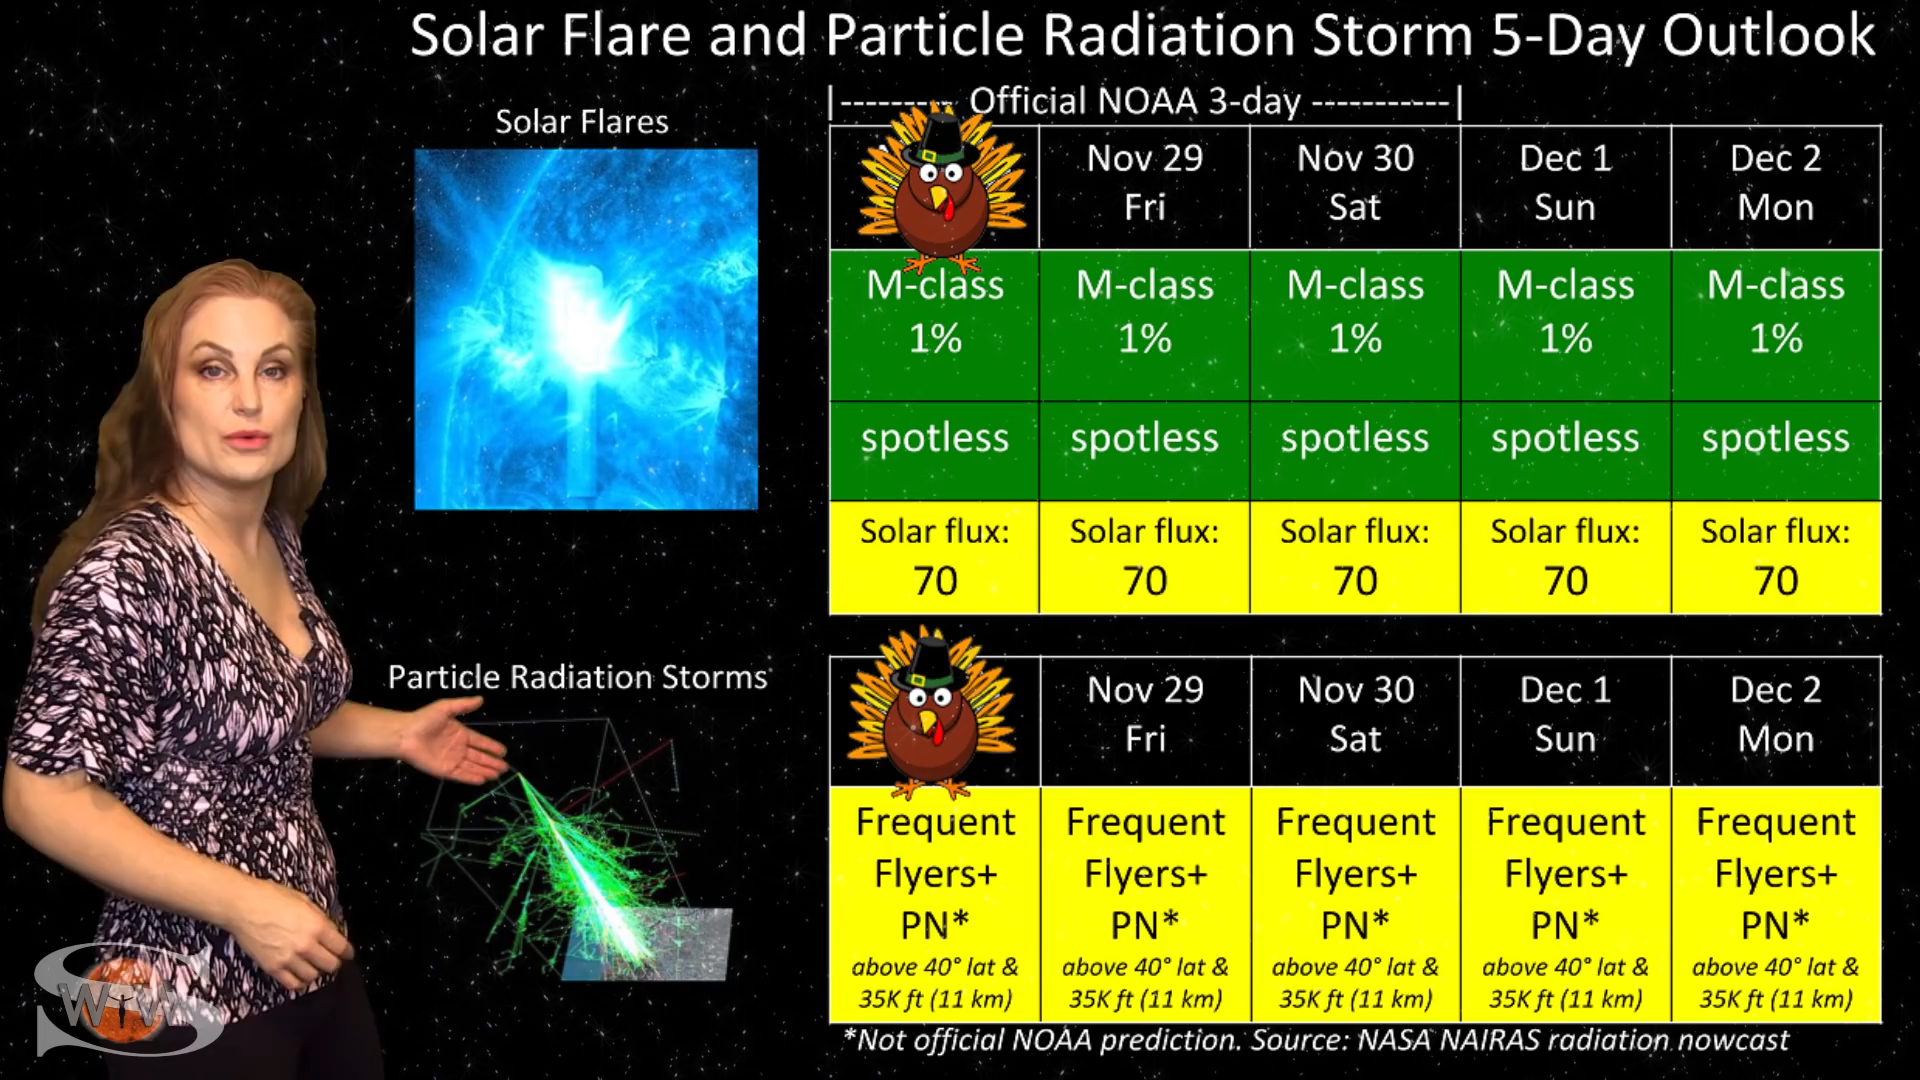 Solar Flare and Particle Radiation Storm 5-Day Outlook
|--------- Official NOAA 3-day -----------|
Solar Flares
Nov 29 Nov 30 Dec 1 Dec 2
Fri Sat Sun Mon
M-class M-class M-class M-class M-class
1% 1% 1% 1% 1%
spotless spotless spotless spotless spotless
Solar flux: Solar flux: Solar flux: Solar flux: Solar flux:
70 70 70 70 70
Particle Radiation Storms
Nov 29 Nov 30 Dec 1 Dec 2
Fri Sat Sun Mon
Frequent Frequent Frequent Frequent Frequent
Flyers+ Flyers+ Flyers+ Flyers+ Flyers+
PN* PN* PN* PN* PN*
above 40° lat & above 40° lat & above 40° lat & above 40° lat & above 40° lat &
35K ft (11 km) 35K ft (11 km) 35K ft (11 km) 35K ft (11 km) 35K ft (11 km)
*Not official NOAA prediction. Source: NASA NAIRAS radiation nowcast